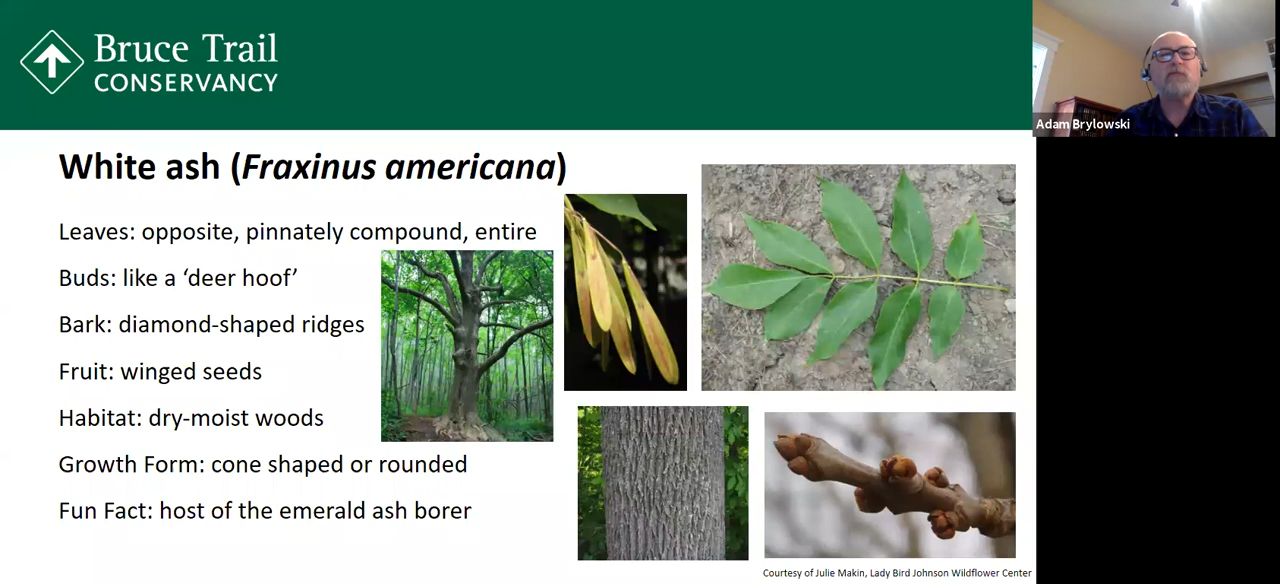 Bruce Trail
CONSERVANCY
Adam Brylowski
White ash (Fraxinus americana)
Leaves: opposite, pinnately compound, entire
Buds: like a ‘deer hoof’
Bark: diamond-shaped ridges
Fruit: winged seeds
Habitat: dry-moist woods
Growth Form: cone shaped or rounded
Fun Fact: host of the emerald ash borer
Courtesy of Julie Makin, Lady Bird Johnson Wildflower Center